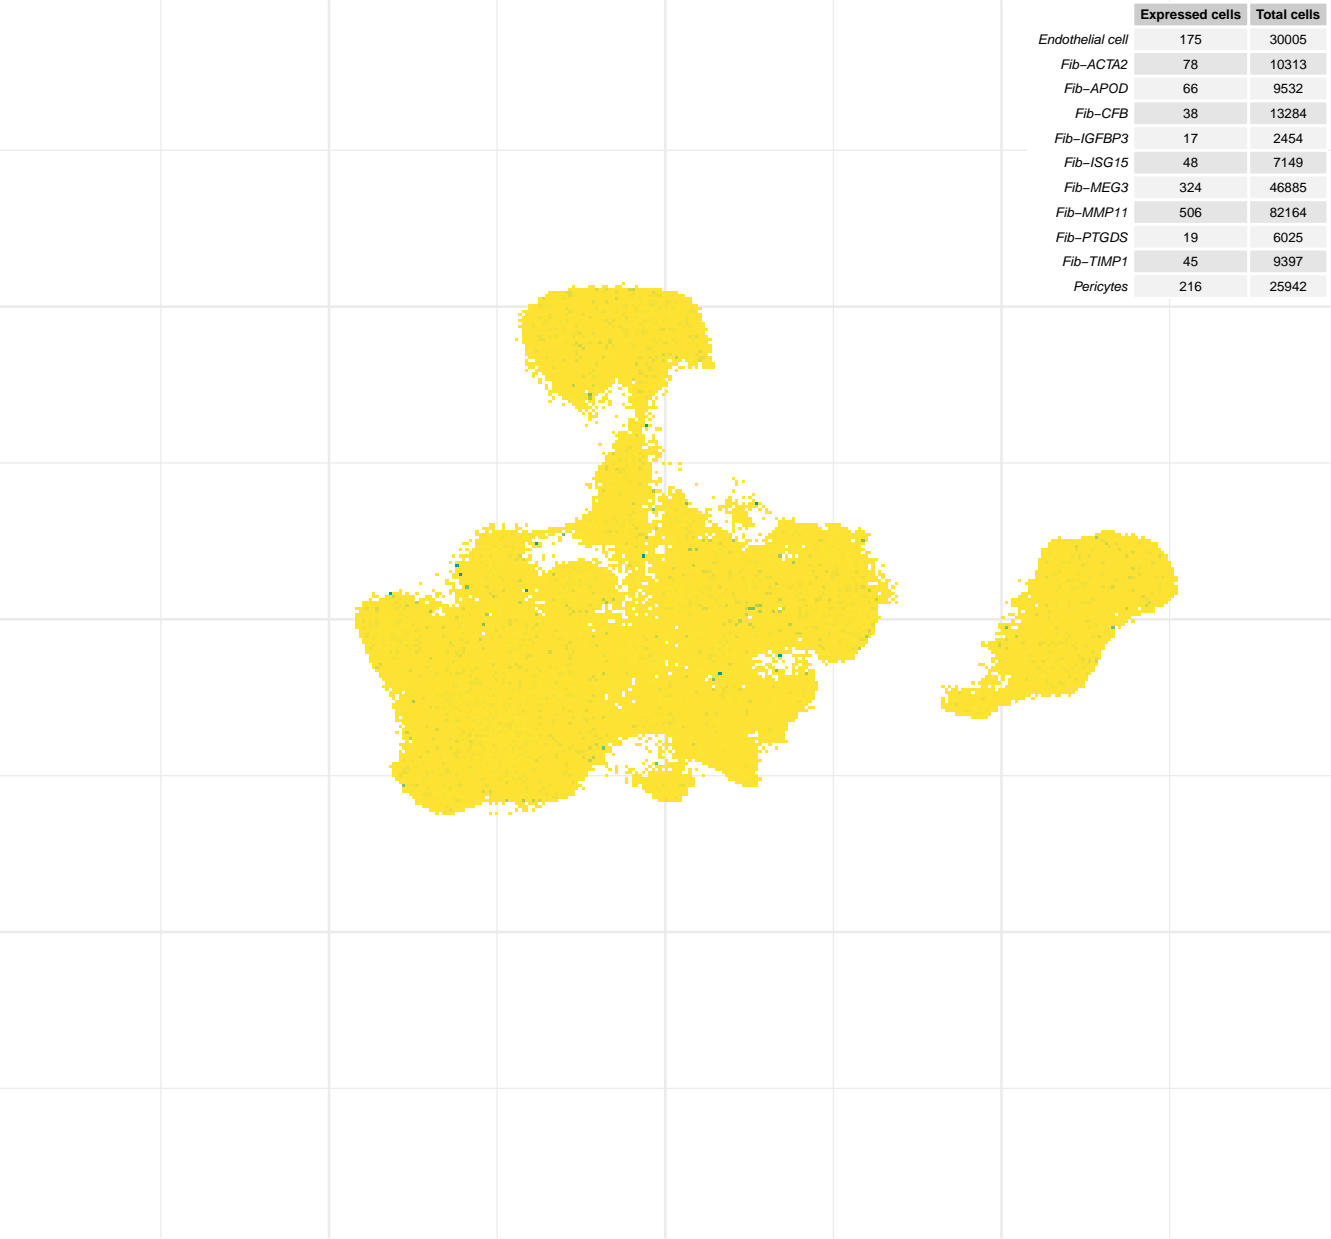 Expressed cells Total cells
Endothelial cell 175 30005
Fib−ACTA2 78 10313
Fib−APOD 66 9532
Fib−CFB 38 13284
Fib−IGFBP3 17 2454
Fib−ISG15 48 7149
Fib−MEG3 324 46885
Fib−MMP11 506 82164
Fib−PTGDS 19 6025
Fib−TIMP1 45 9397
Pericytes 216 25942